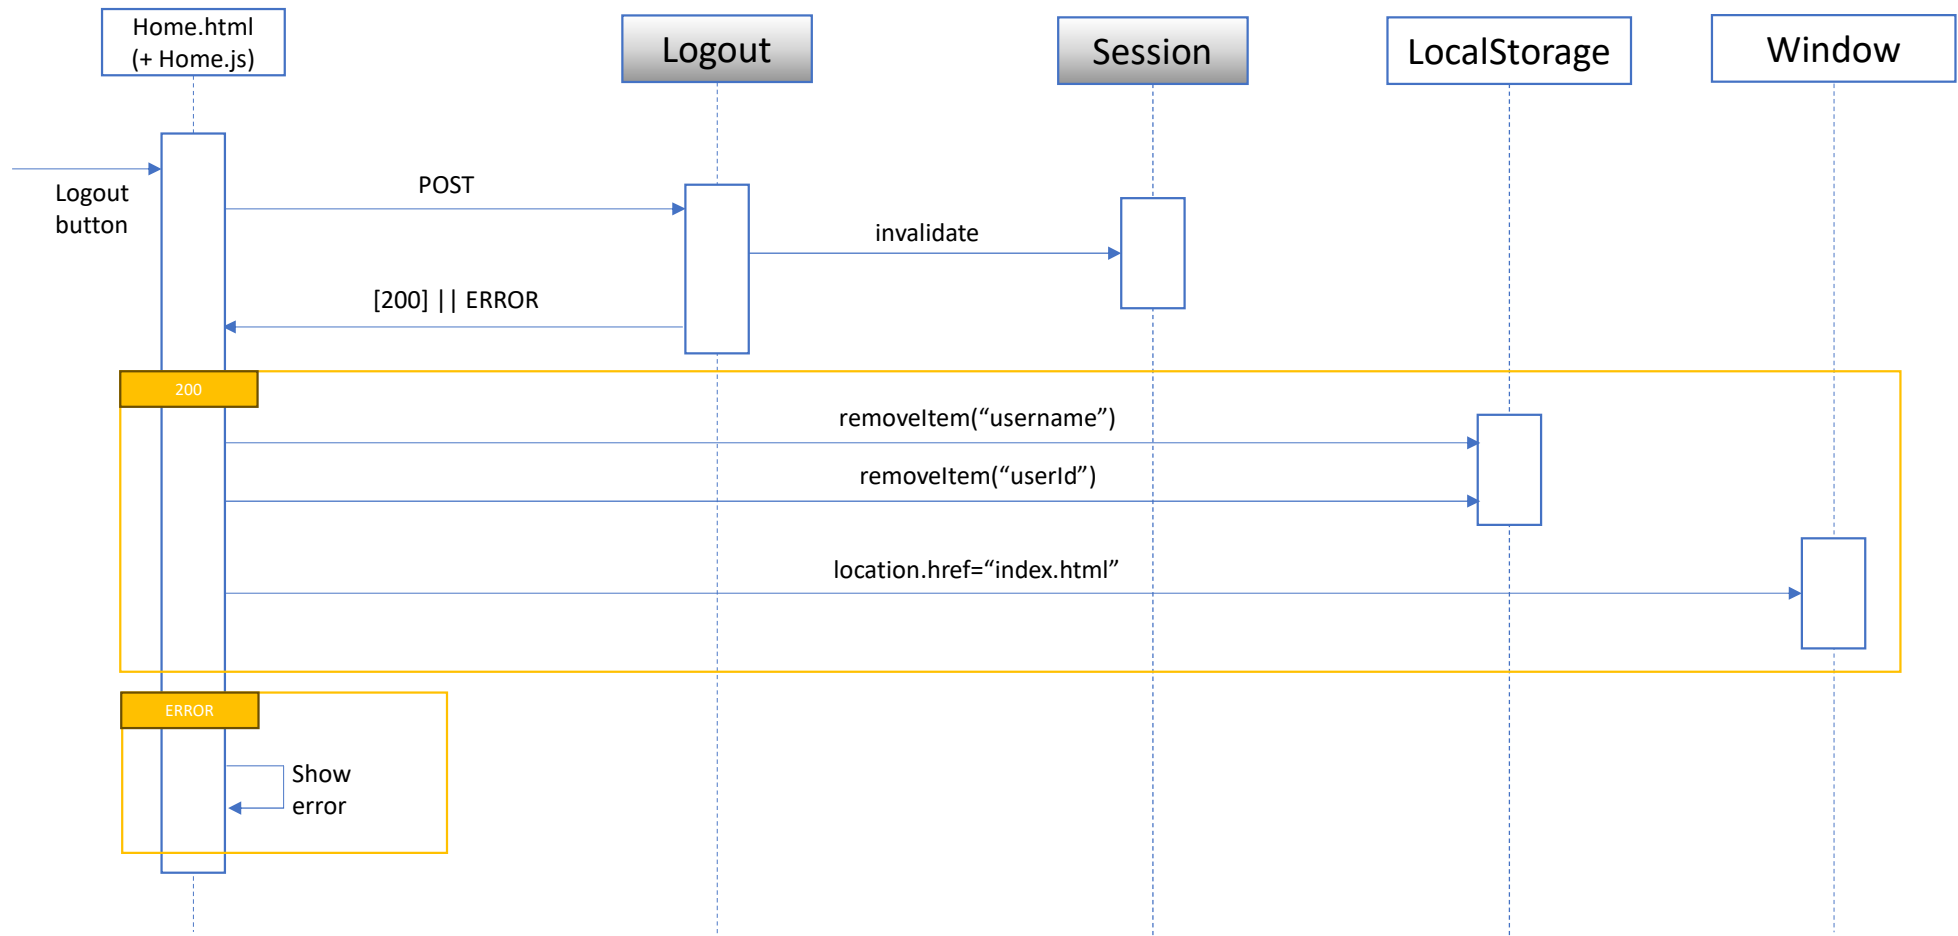 Home.html
(+ Home.js)
Logout
Session
LocalStorage
Window
Logout
button
POST
invalidate
[200] || ERROR
200
removeItem(“username”)
removeItem(“userId”)
location.href=“index.html”
ERROR
Show
error